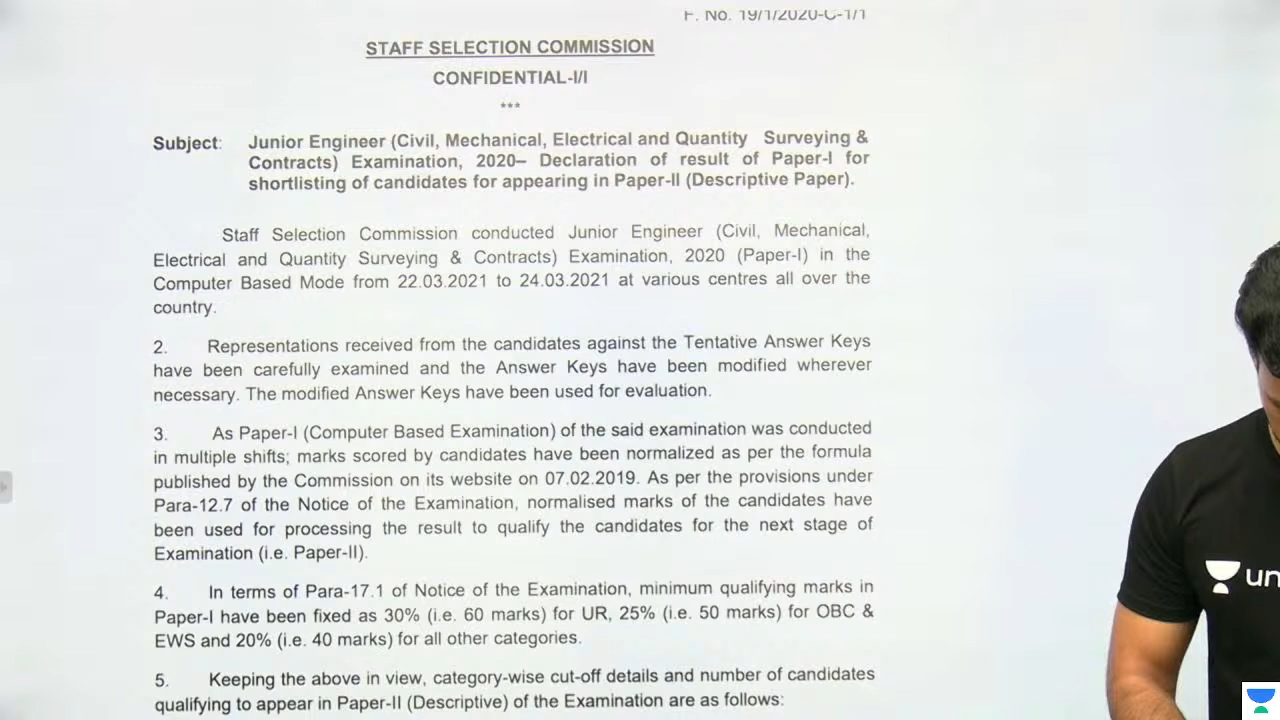 F. No. 19/1/2020-C-1/1
STAFF SELECTION COMMISSION
CONFIDENTIAL-I/I
***
Subject: Junior Engineer (Civil, Mechanical, Electrical and Quantity Surveying &
Contracts) Examination, 2020– Declaration of result of Paper-I for
shortlisting of candidates for appearing in Paper-II (Descriptive Paper).
Staff Selection Commission conducted Junior Engineer (Civil, Mechanical,
Electrical and Quantity Surveying & Contracts) Examination, 2020 (Paper-I) in the
Computer Based Mode from 22.03.2021 to 24.03.2021 at various centres all over the
country.
2. Representations received from the candidates against the Tentative Answer Keys
have been carefully examined and the Answer Keys have been modified wherever
necessary. The modified Answer Keys have been used for evaluation.
3. As Paper-I (Computer Based Examination) of the said examination was conducted
in multiple shifts; marks scored by candidates have been normalized as per the formula
published by the Commission on its website on 07.02.2019. As per the provisions under
Para-12.7 of the Notice of the Examination, normalised marks of the candidates have
been used for processing the result to qualify the candidates for the next stage of
Examination (i.e. Paper-II).
4. In terms of Para-17.1 of Notice of the Examination, minimum qualifying marks in
Paper-I have been fixed as 30% (i.e. 60 marks) for UR, 25% (i.e. 50 marks) for OBC &
EWS and 20% (i.e. 40 marks) for all other categories.
5. Keeping the above in view, category-wise cut-off details and number of candidates
qualifying to appear in Paper-II (Descriptive) of the Examination are as follows:
un